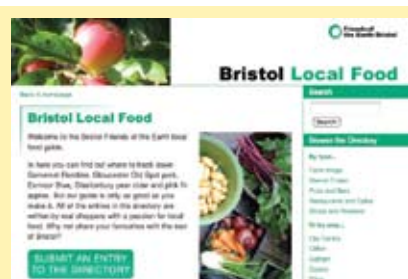 Friends of
the Earth Bristol
Bristol Local Food
Back to homepage
Search
Bristol Local Food
Search
Welcome to the Bristol Friends of the Earth local
food guide.
Browse the Directory
In here you can find out where to track down
Somerset Rambler, Gloucester Old Spot pork,
Exmoor Blue, Glastonbury pear cider and pink
apples. But our guide is only as good as you
make it. All of the entries in this directory are
written by real shoppers with a passion for local
food. Why not share your favourites with the rest
of Bristol?
By type...
Farm shops
Pubs and Bars
Restaurants and Cafes
By area...
City Centre
Clifton
SUBMIT AN ENTRY
TO THE DIRECTORY